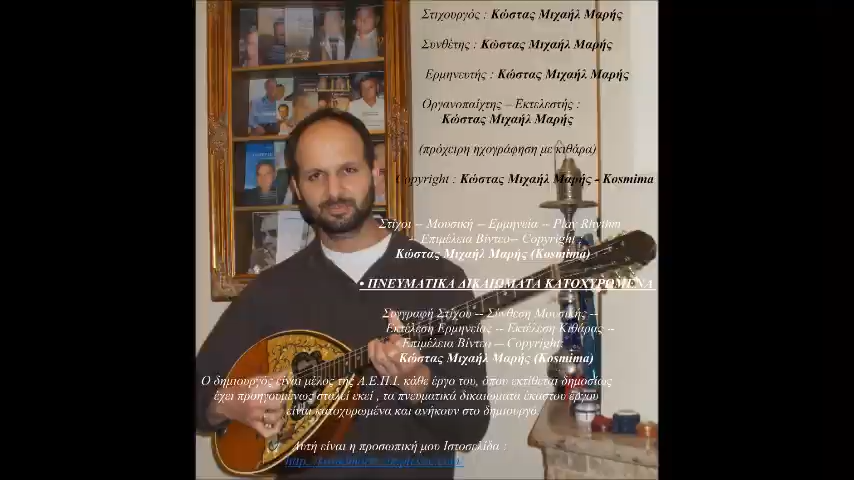 Στιχουργός : Κώστας Μιχαήλ Μαρής
Συνθέτης : Κώστας Μιχαήλ Μαρής
Ερμηνευτής : Κώστας Μιχαήλ Μαρής
Οργανοπαίχτης – Εκτελεστής :
Κώστας Μιχαήλ Μαρής
(πρόχειρη ηχογράφηση με κιθάρα)
Copyright : Κώστας Μιχαήλ Μαρής - Kosmima
Στίχοι -- Μουσική -- Ερμηνεία -- Play Rhythm
-- Επιμέλεια Βίντεο-- Copyright
Κώστας Μιχαήλ Μαρής (Kosmima)
• ΠΝΕΥΜΑΤΙΚΑ ΔΙΚΑΙΩΜΑΤΑ ΚΑΤΟΧΥΡΩΜΕΝΑ
Συγγραφή Στίχου -- Σύνθεση Μουσικής --
Εκτέλεση Ερμηνείας -- Εκτέλεση Κιθάρας --
Επιμέλεια Βίντεο -- Copyright:
Κώστας Μιχαήλ Μαρής (Kosmima)
Ο δημιουργός είναι μέλος της Α.Ε.Π.Ι. κάθε έργο του, όπου εκτίθεται δημοσίως
έχει προηγουμένως σταλεί εκεί , τα πνευματικά δικαιώματα έκαστου έργου
είναι κατοχυρωμένα και ανήκουν στο δημιουργό.
Αυτή είναι η προσωπική μου Ιστοσελίδα :